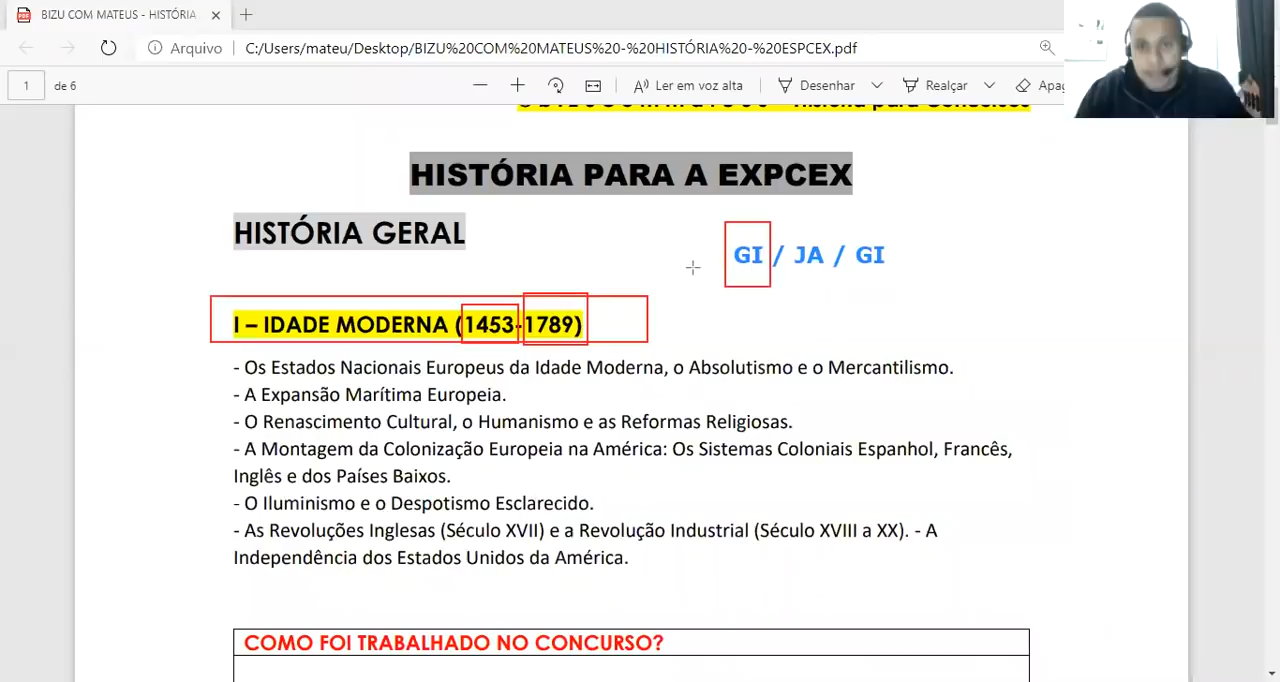 BIZU COM MATEUS - HISTÓRIA
Arquivo
C:/Users/mateu/Desktop/BIZU%20COM%20MATEUS%20-%20HISTÓRIA%20-%20ESPCEX.pdf
1 de 6
Ler em voz alta
Desenhar
Realçar
Apag
HISTÓRIA PARA A EXPCEX
HISTÓRIA GERAL
GI / JA / GI
I – IDADE MODERNA (1453-1789)
- Os Estados Nacionais Europeus da Idade Moderna, o Absolutismo e o Mercantilismo.
- A Expansão Marítima Europeia.
- O Renascimento Cultural, o Humanismo e as Reformas Religiosas.
- A Montagem da Colonização Europeia na América: Os Sistemas Coloniais Espanhol, Francês,
Inglês e dos Países Baixos.
- O Iluminismo e o Despotismo Esclarecido.
- As Revoluções Inglesas (Século XVII) e a Revolução Industrial (Século XVIII a XX). - A
Independência dos Estados Unidos da América.
COMO FOI TRABALHADO NO CONCURSO?